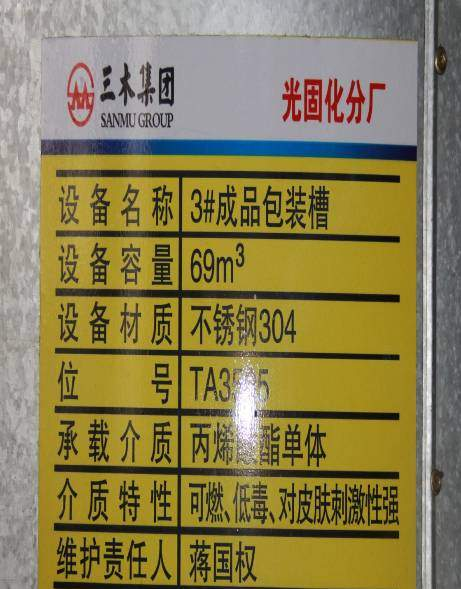 三木集团
SANMU GROUP
光固化分厂
设备名称 3#成品包装槽
设备容量 69m³
设备材质 不锈钢304
位号
承载介质 丙烯酸酯单体
介质特性 可燃、低毒、对皮肤刺激性强
维护责任人 蒋国权